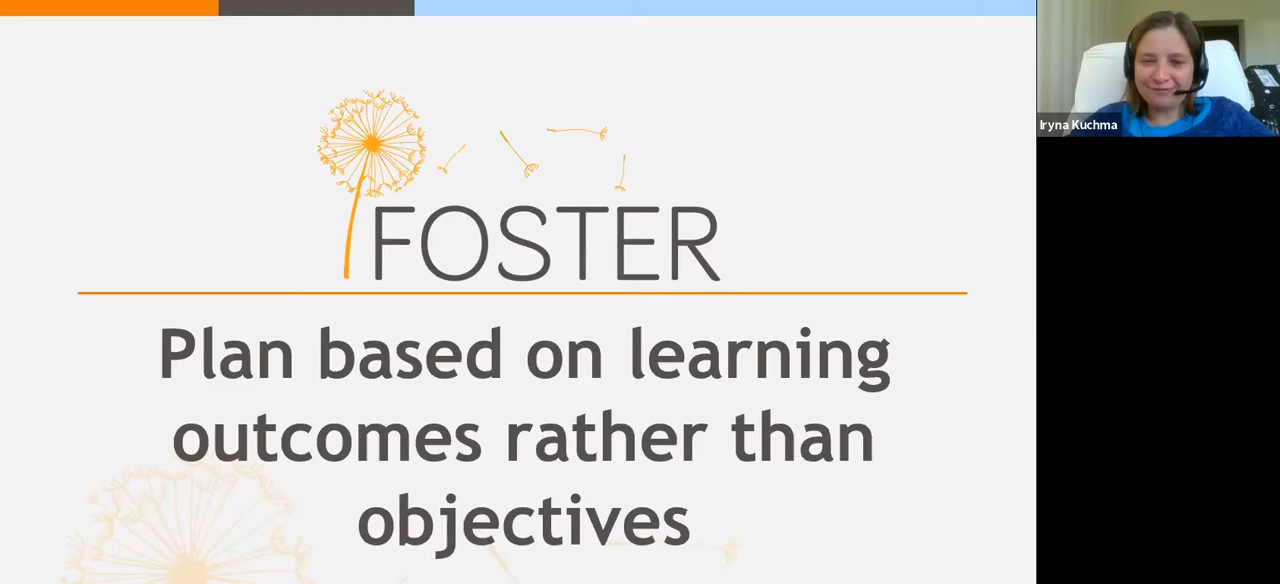 FOSTER
Plan based on learning
outcomes rather than
objectives
Iryna Kuchma